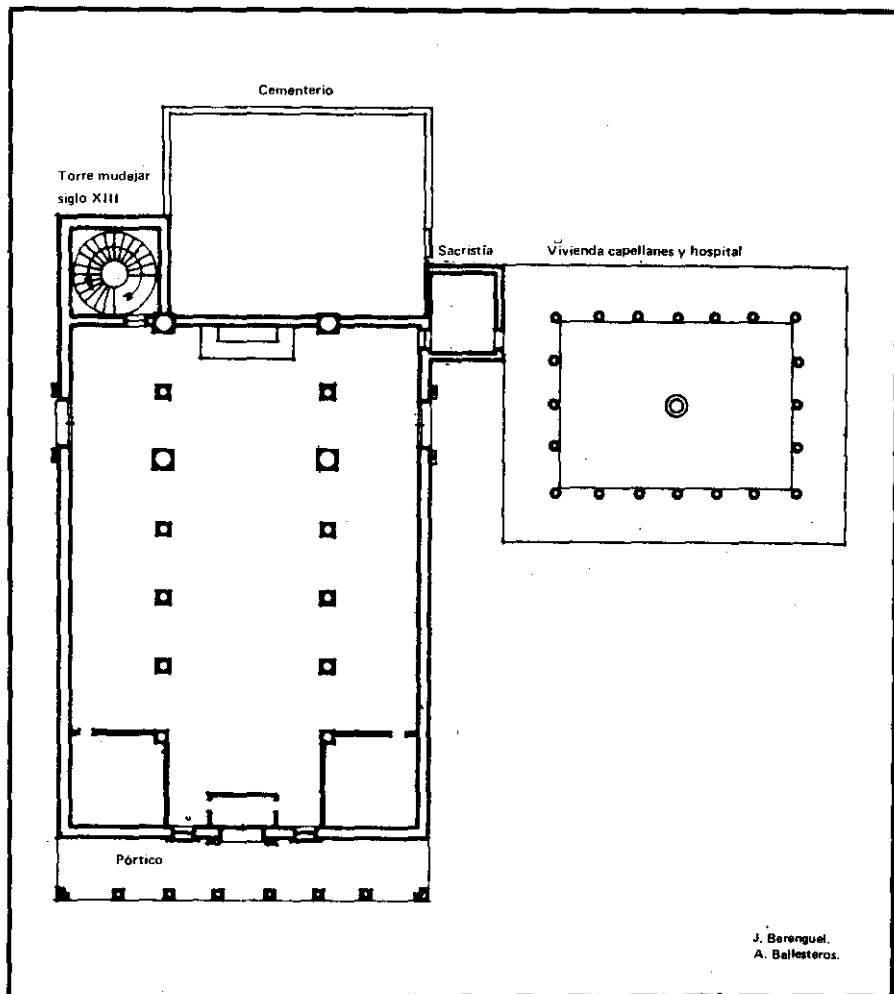 Cementerio
Torre mudejar
siglo XIII
Sacristía
Vivienda capellanes y hospital
Pórtico
J. Berenguel.
A. Ballesteros.